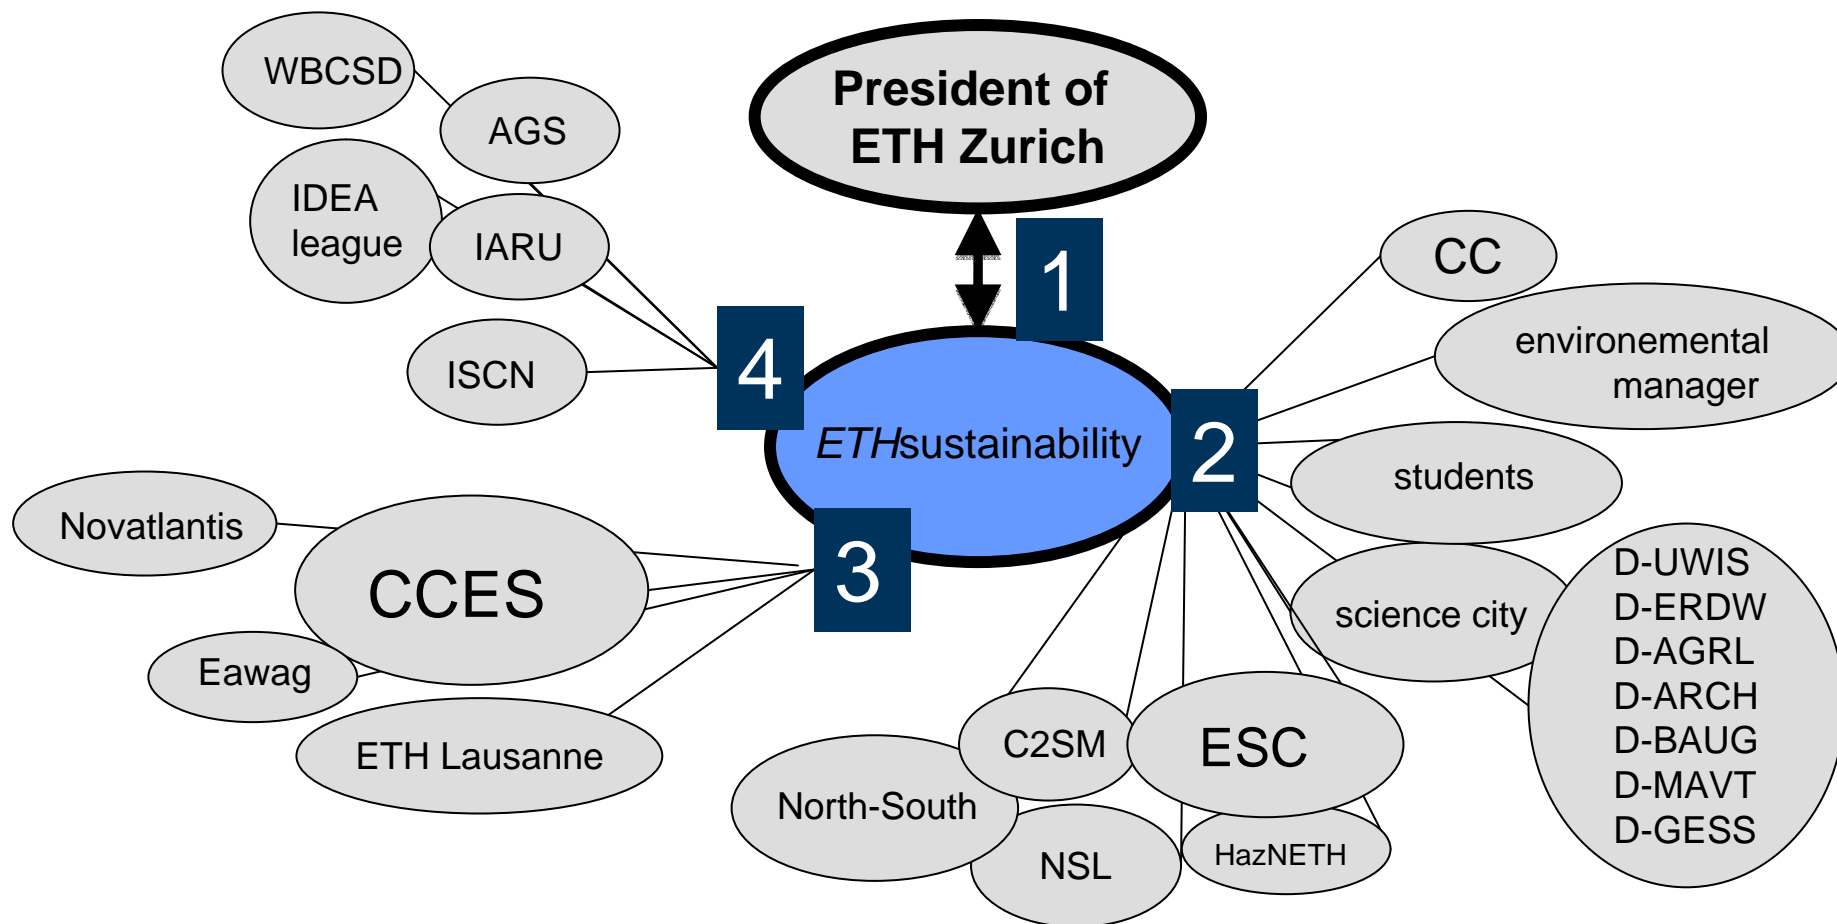 WBCSD
AGS
IDEA
league
IARU
ISCN
President of
ETH Zurich
1
4
ETHsustainability
2
3
CC
environemental
manager
students
science city
D-UWIS
D-ERDW
D-AGRL
D-ARCH
D-BAUG
D-MAVT
D-GESS
Novatlantis
CCES
Eawag
ETH Lausanne
C2SM
ESC
North-South
NSL
HazNETH